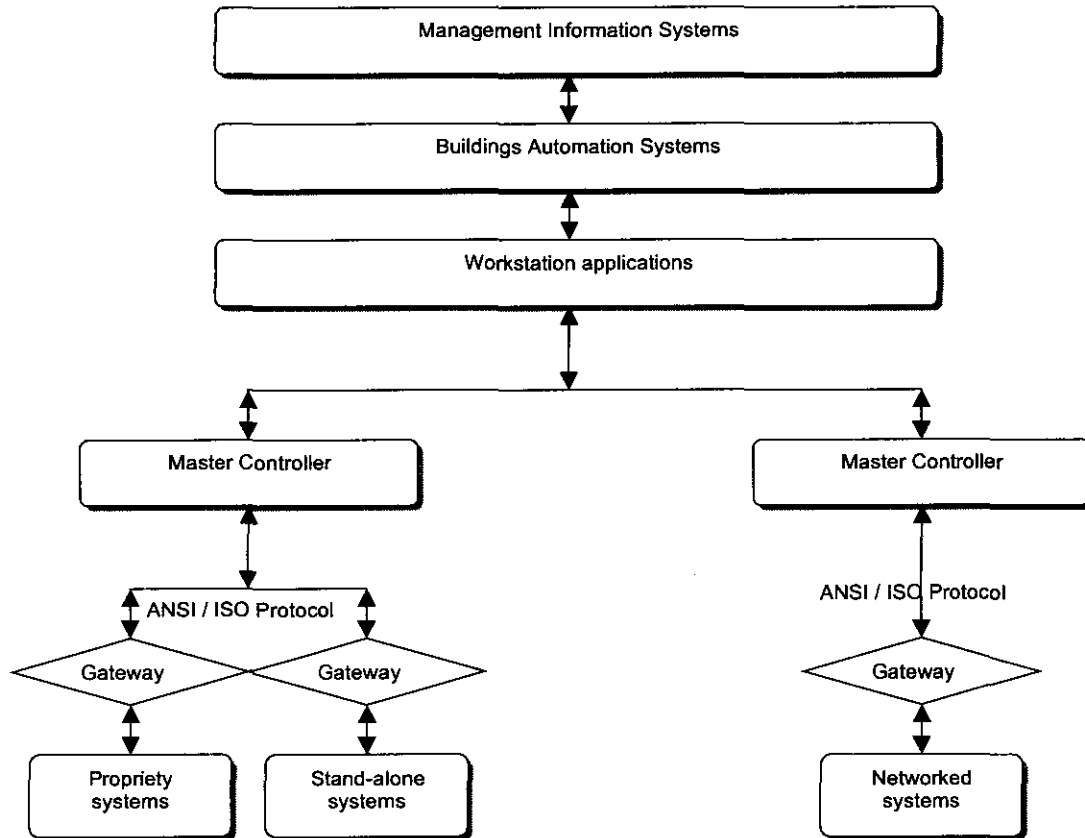 Management Information Systems
Buildings Automation Systems
Workstation applications
Master Controller
Master Controller
ANSI / ISO Protocol
ANSI / ISO Protocol
Gateway
Gateway
Gateway
Propriety
systems
Stand-alone
systems
Networked
systems